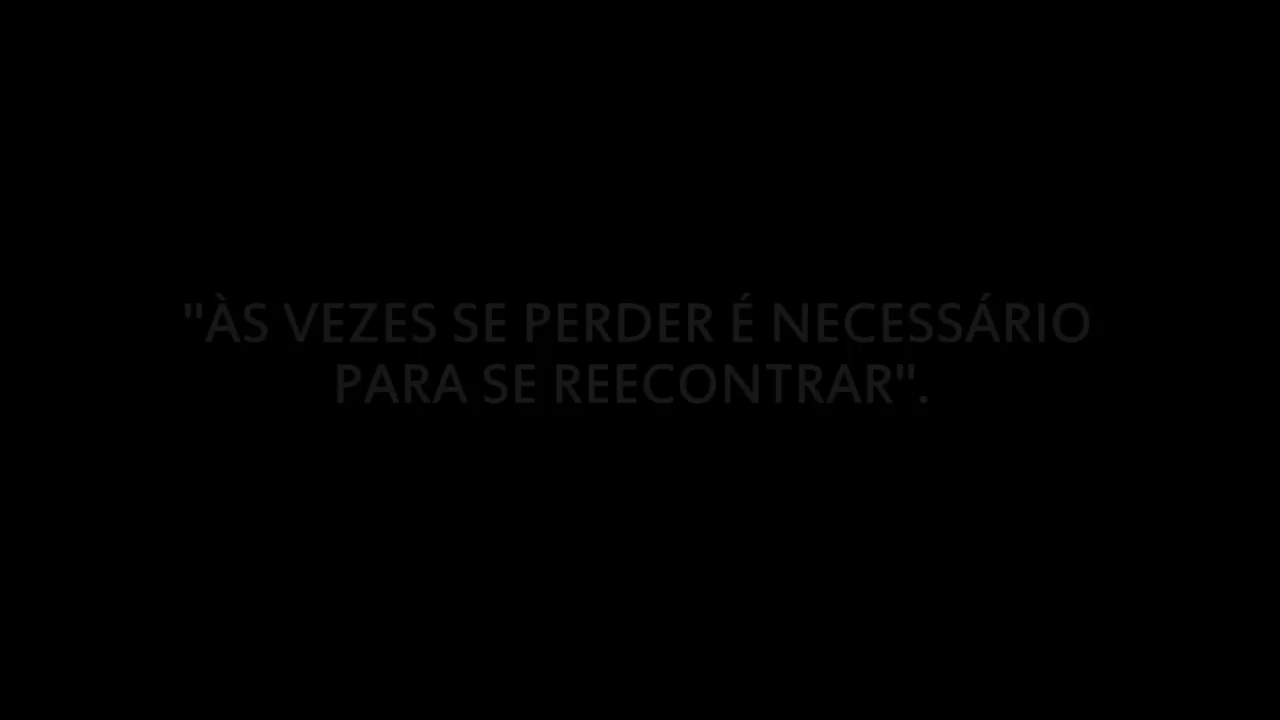 "ÀS VEZES SE PERDER É NECESSÁRIO
PARA SE REECONTRAR".